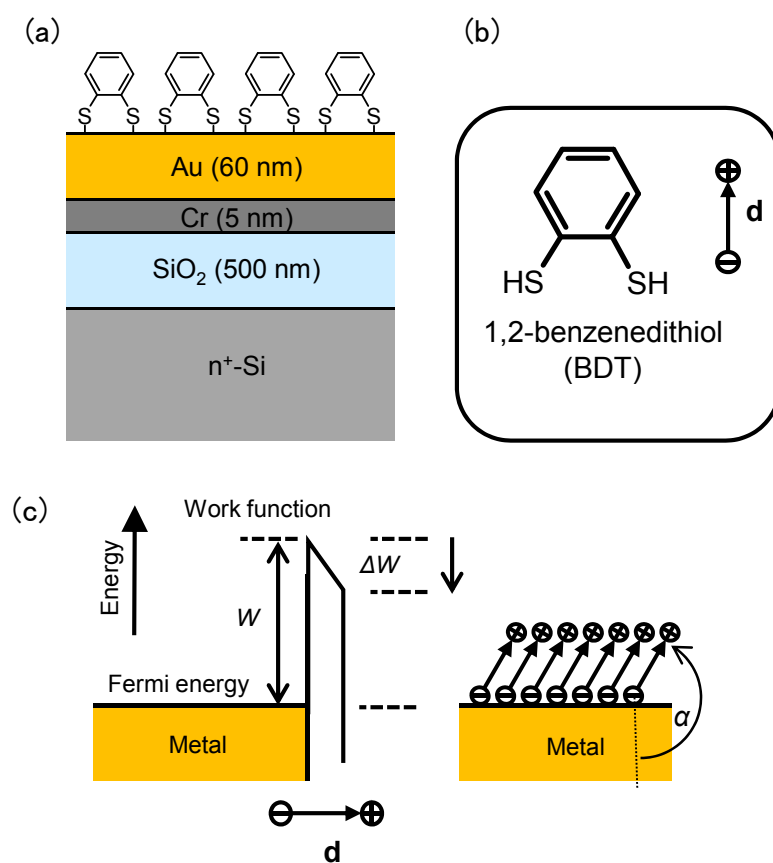 (a)
S S S S S S S S
Au (60 nm)
Cr (5 nm)
SiO₂ (500 nm)
n⁺-Si
(b)
d
HS SH
1,2-benzenedithiol
(BDT)
(c)
Energy
Work function
W
ΔW
Fermi energy
Metal
d
α
Metal